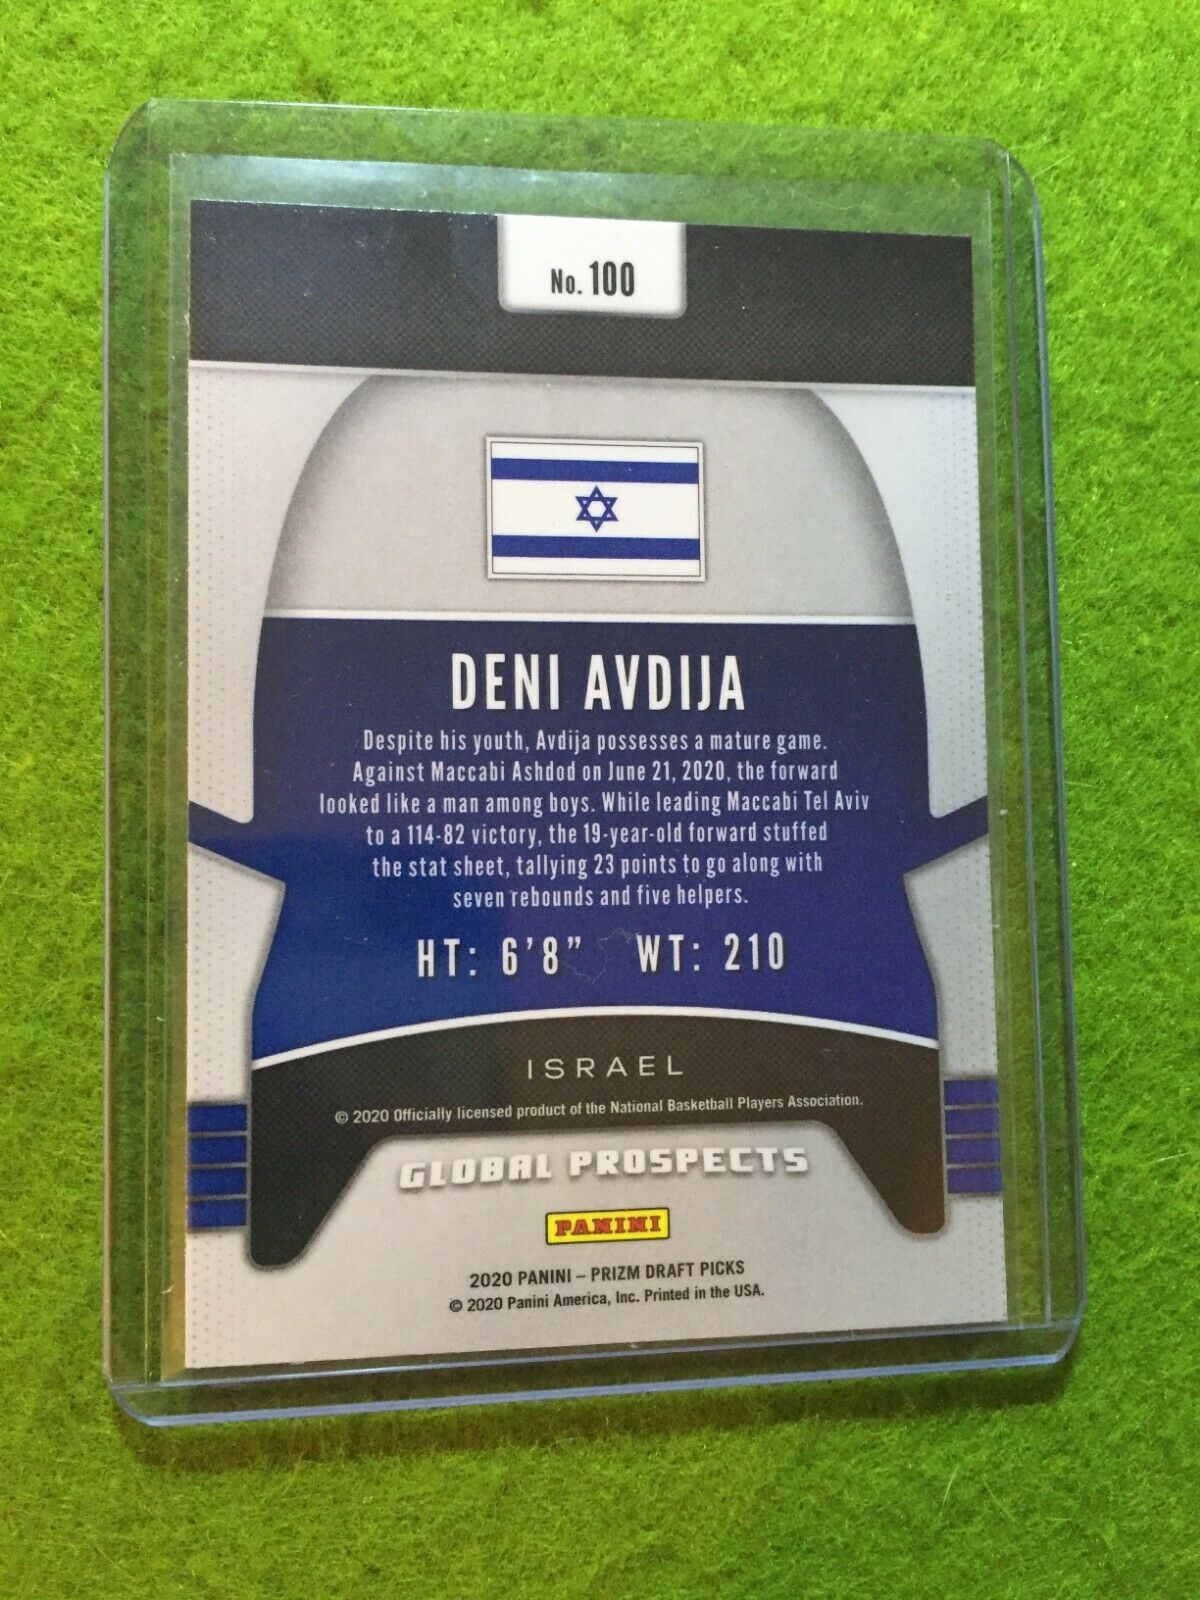 No. 100
DENI AVDIJA
Despite his youth, Avdija possesses a mature game.
Against Maccabi Ashdod on June 21, 2020, the forward
looked like a man among boys. While leading Maccabi Tel Aviv
to a 114-82 victory, the 19-year-old forward stuffed
the stat sheet, tallying 23 points to go along with
seven rebounds and five helpers.
HT: 6'8" WT: 210
ISRAEL
© 2020 Officially licensed product of the National Basketball Players Association.
GLOBAL PROSPECTS
PANINI
2020 PANINI – PRIZM DRAFT PICKS
© 2020 Panini America, Inc. Printed in the USA.